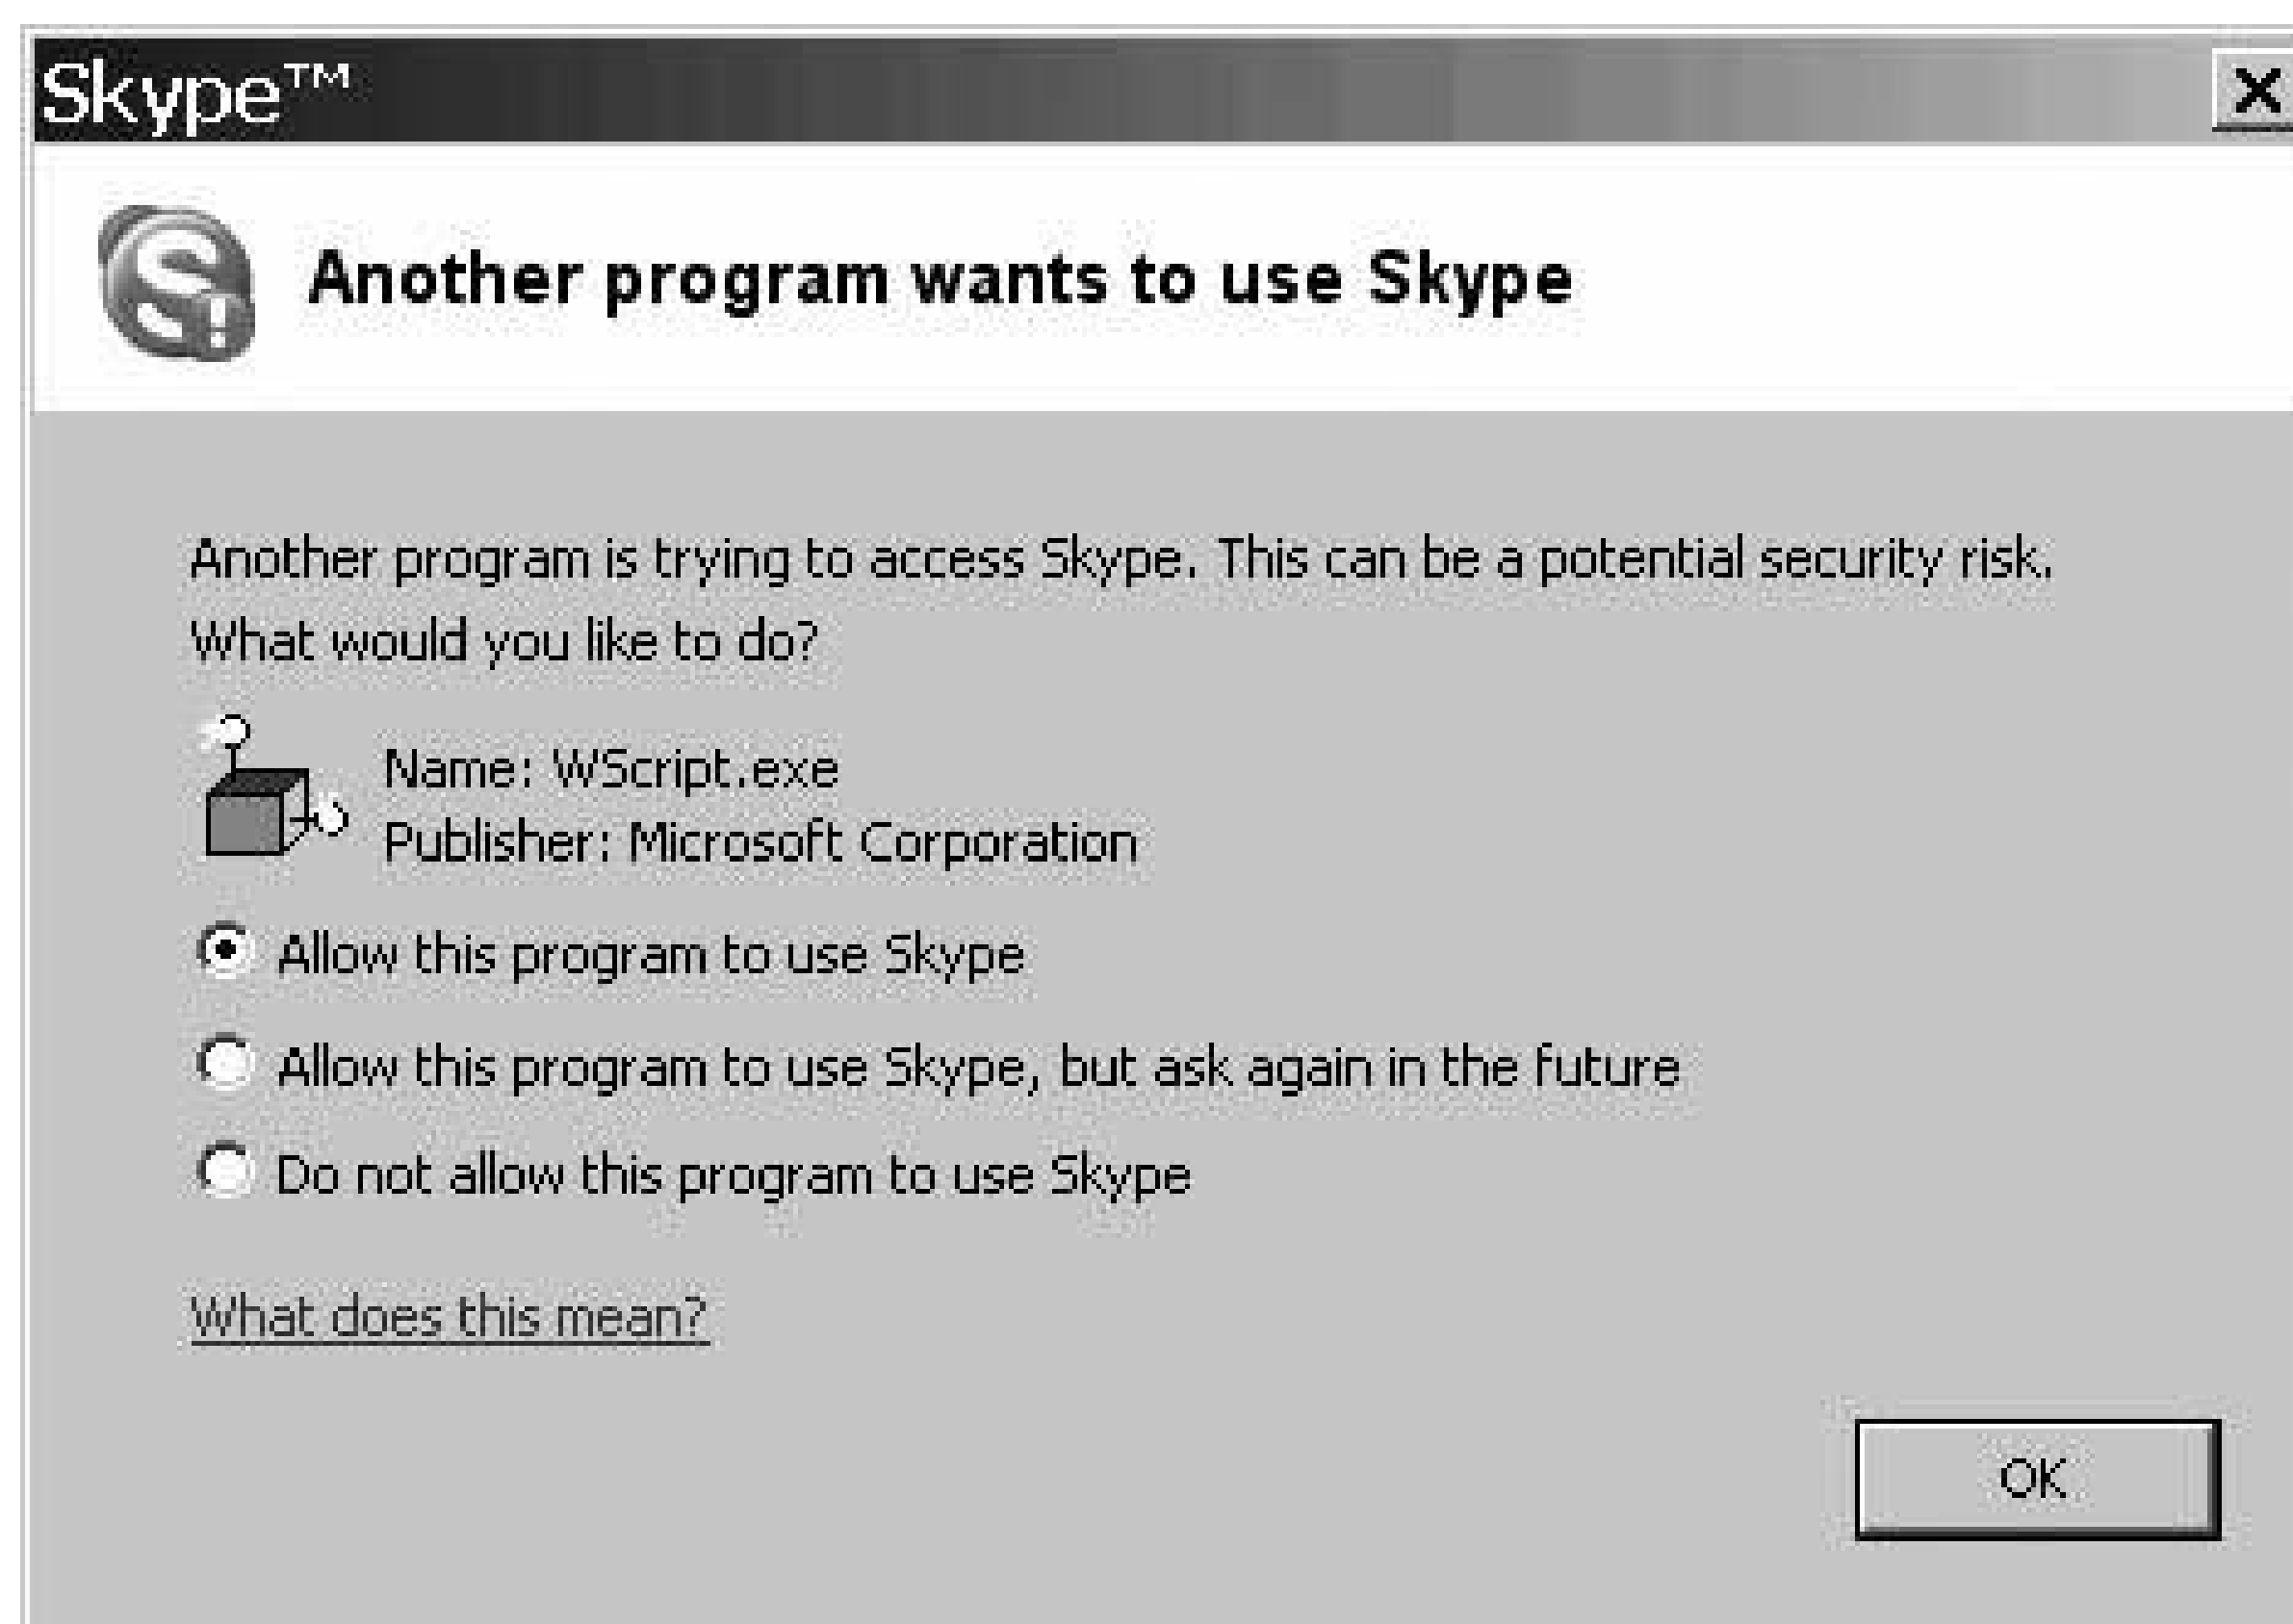 Skype™
Another program wants to use Skype
Another program is trying to access Skype. This can be a potential security risk.
What would you like to do?
Name: WScript.exe
Publisher: Microsoft Corporation
Allow this program to use Skype
Allow this program to use Skype, but ask again in the future
Do not allow this program to use Skype
What does this mean?
OK